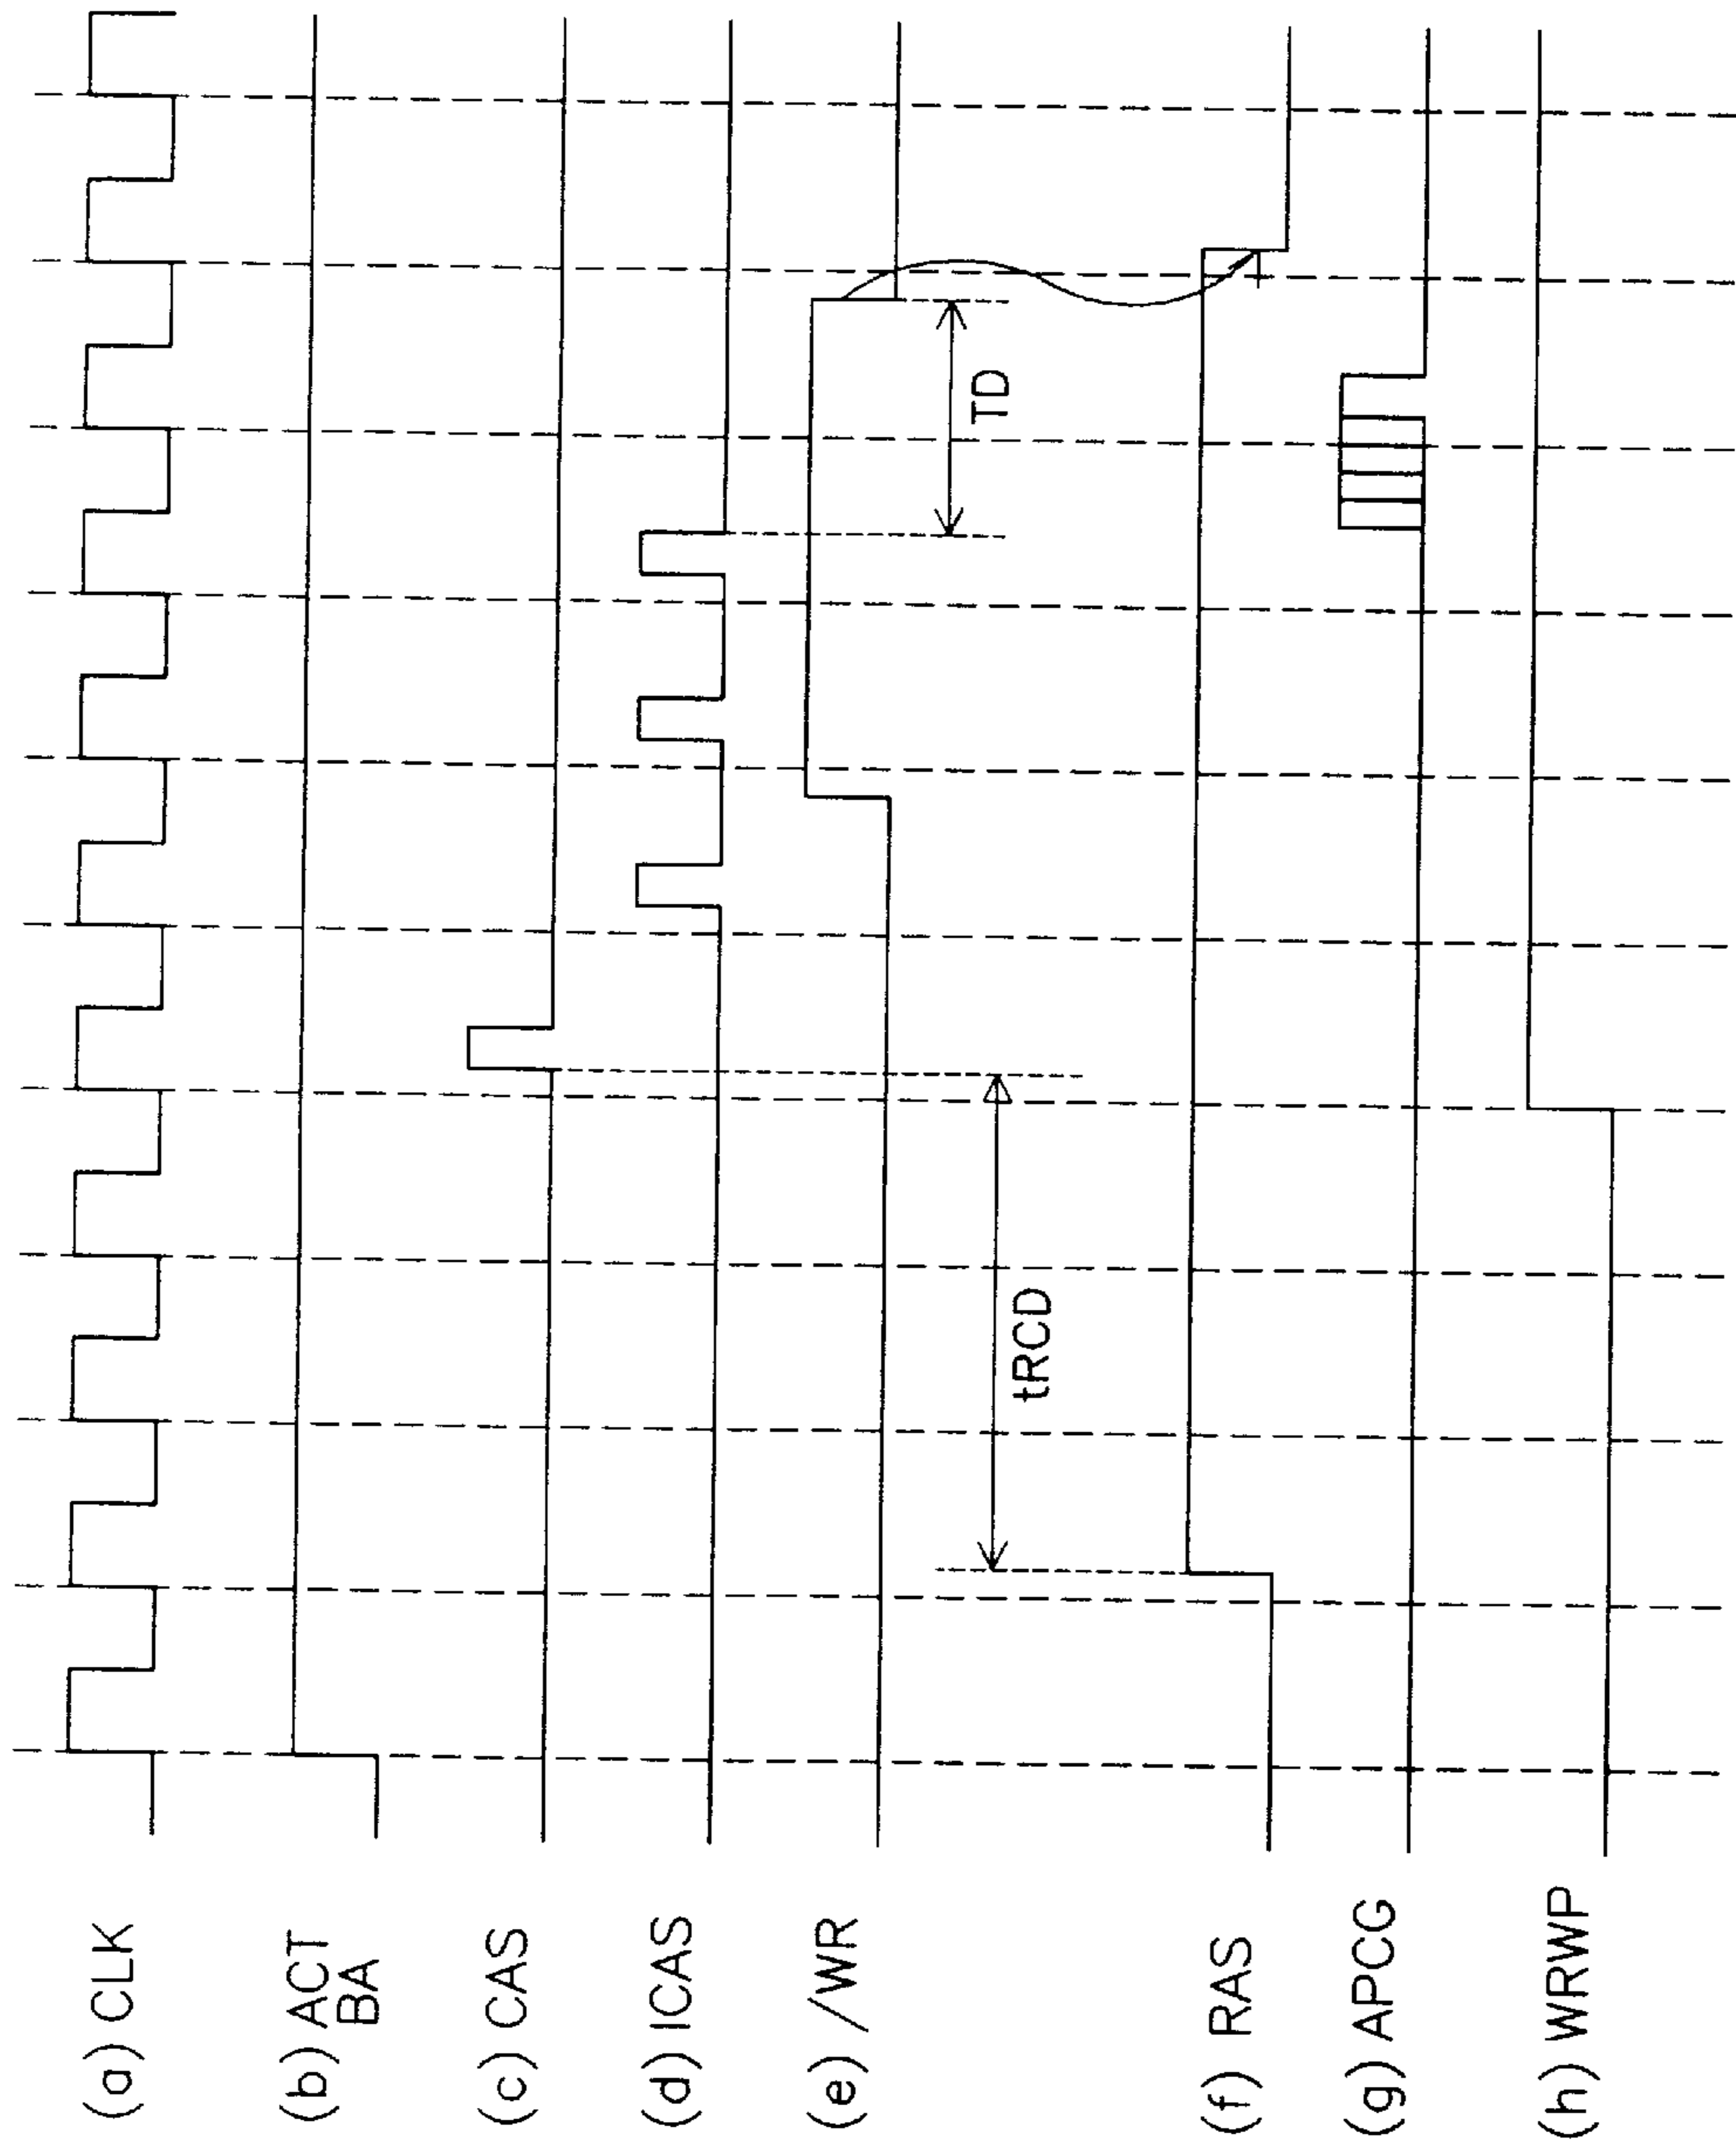 (a) CLK
(b) ACT
BA
(c) CAS
(d) ICAS
(e) /WR
TD
tRCD
(f) RAS
(g) APCG
(h) WRWP